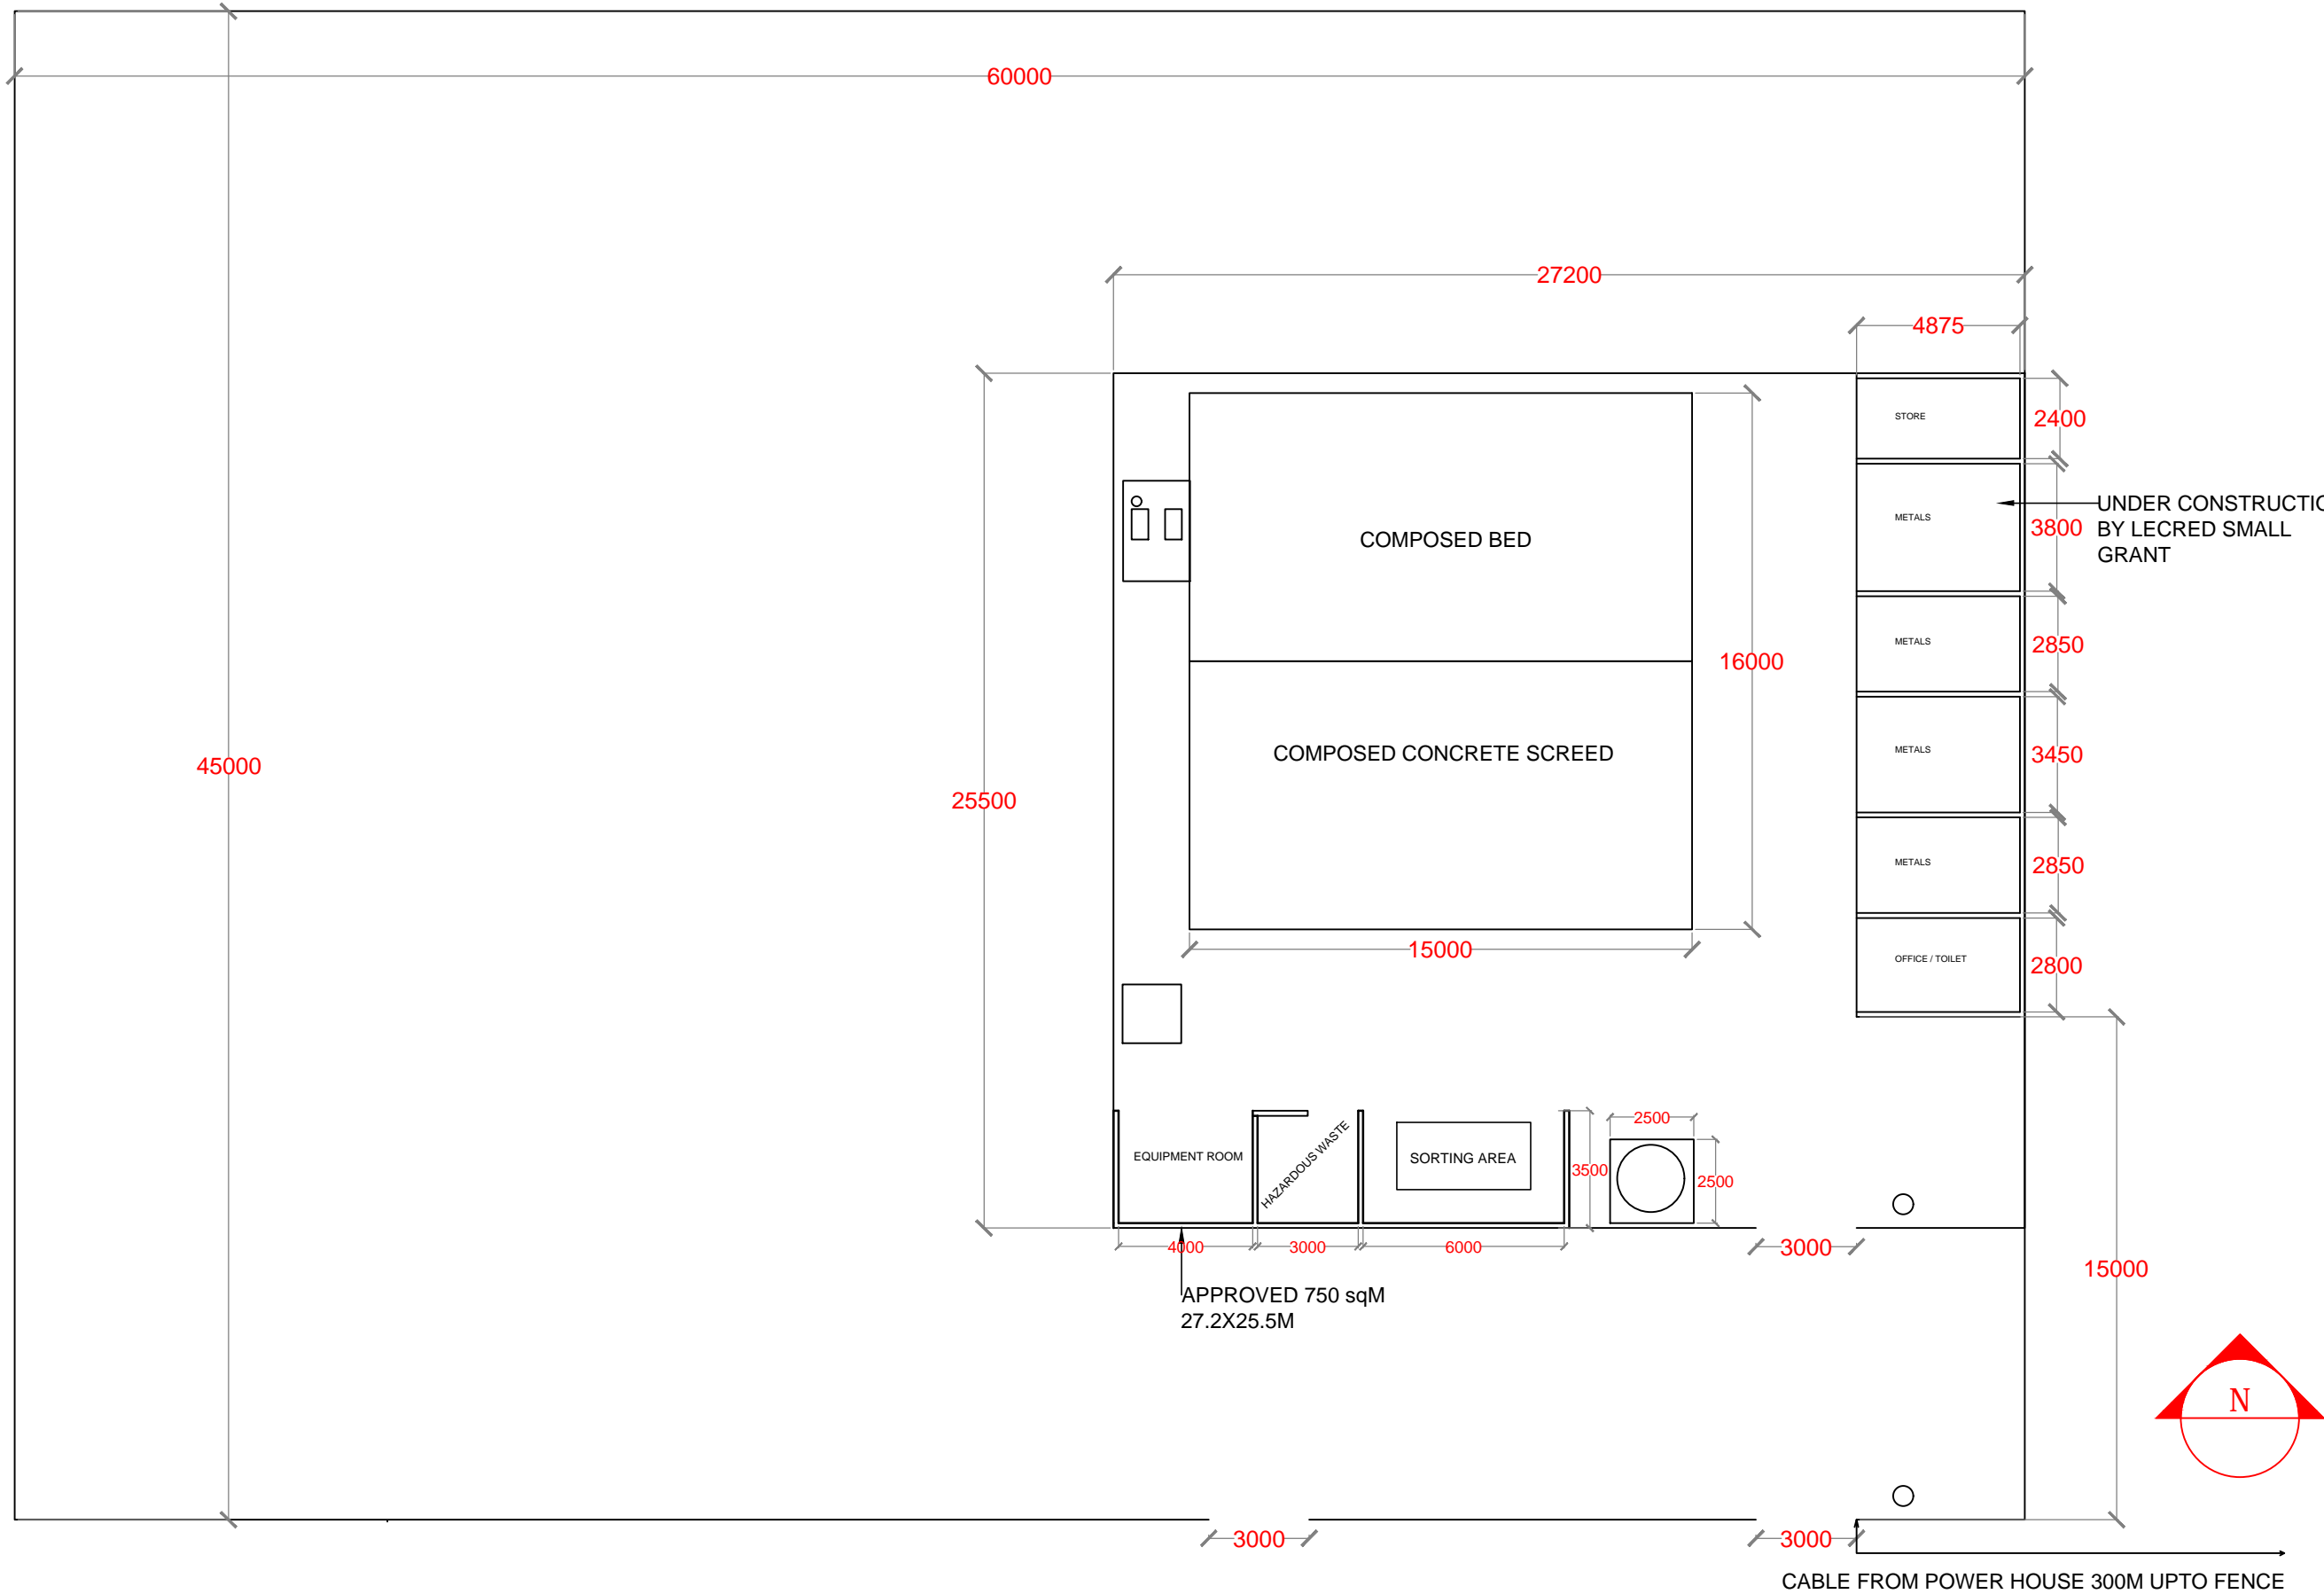 60000
27200
4875
STORE
2400
METALS
UNDER CONSTRUCTIO
3800
BY LECRED SMALL
GRANT
COMPOSED BED
METALS
2850
16000
COMPOSED CONCRETE SCREED
METALS
3450
45000
25500
METALS
2850
15000
OFFICE / TOILET
2800
2500
EQUIPMENT ROOM
HAZARDOUS WASTE
SORTING AREA
3500
2500
4000
3000
6000
3000
15000
APPROVED 750 sqM
27.2X25.5M
N
3000
3000
CABLE FROM POWER HOUSE 300M UPTO FENCE